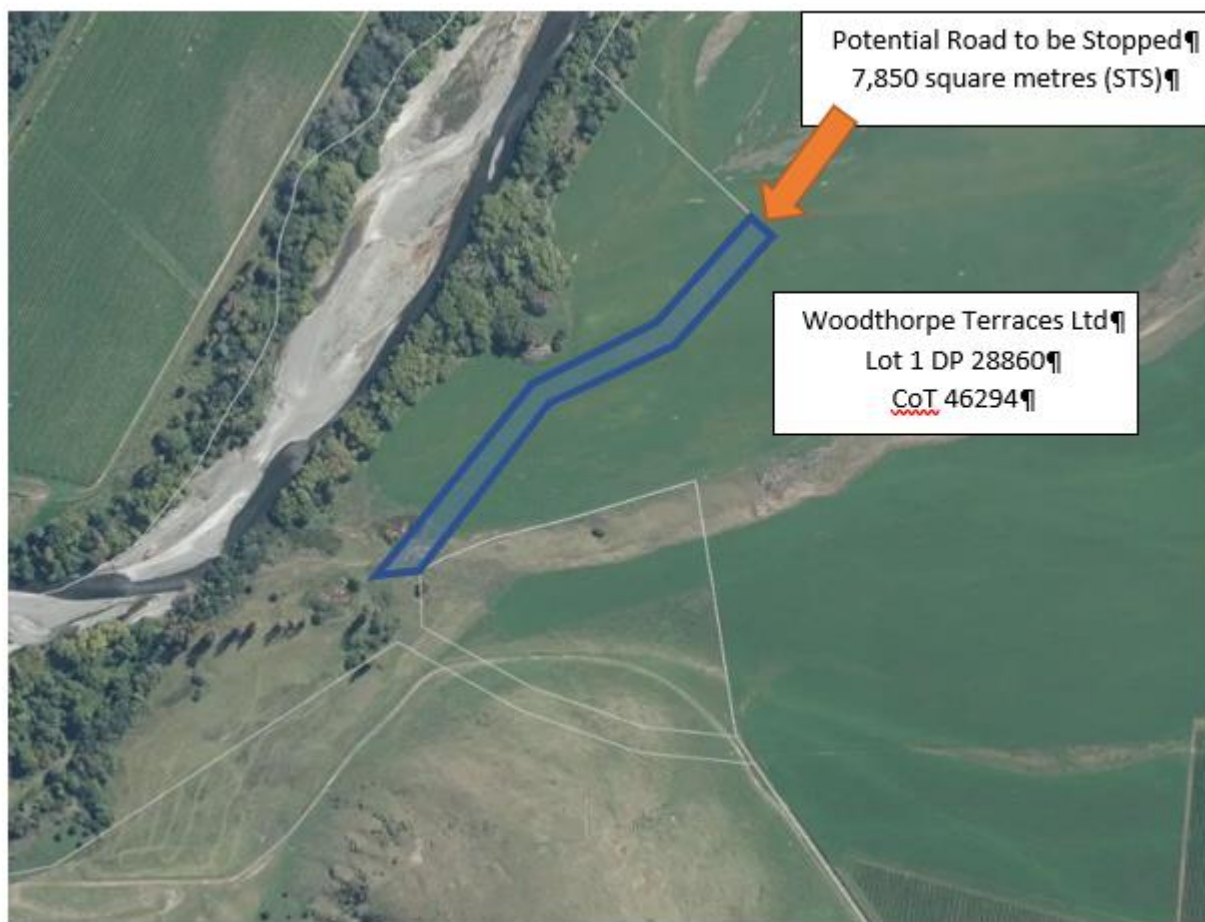 Potential Road to be Stopped¶
7,850 square metres (STS)¶
Woodthorpe Terraces Ltd¶
Lot 1 DP 28860¶
CoT 46294¶